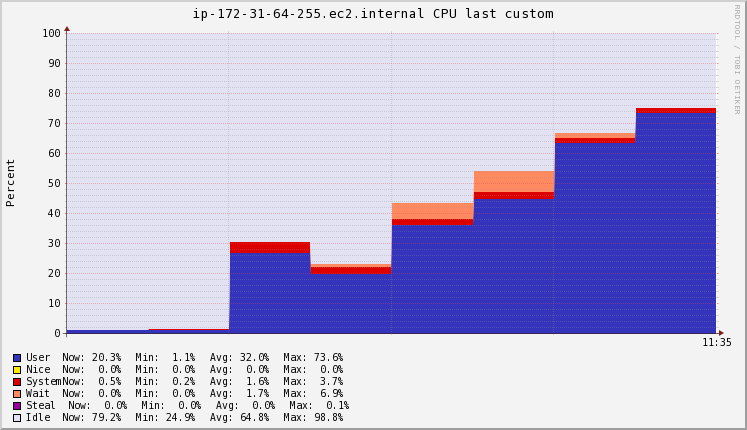 ip-172-31-64-255.ec2.internal CPU last custom
RRDTOOL / TOBI OETIKER
Percent
100
90
80
70
60
50
40
30
20
10
0
11:35
User Now: 20.3% Min: 1.1% Avg: 32.0% Max: 73.6%
Nice Now: 0.0% Min: 0.0% Avg: 0.0% Max: 0.0%
System Now: 0.5% Min: 0.2% Avg: 1.6% Max: 3.7%
Wait Now: 0.0% Min: 0.0% Avg: 1.7% Max: 6.9%
Steal Now: 0.0% Min: 0.0% Avg: 0.0% Max: 0.1%
Idle Now: 79.2% Min: 24.9% Avg: 64.8% Max: 98.8%